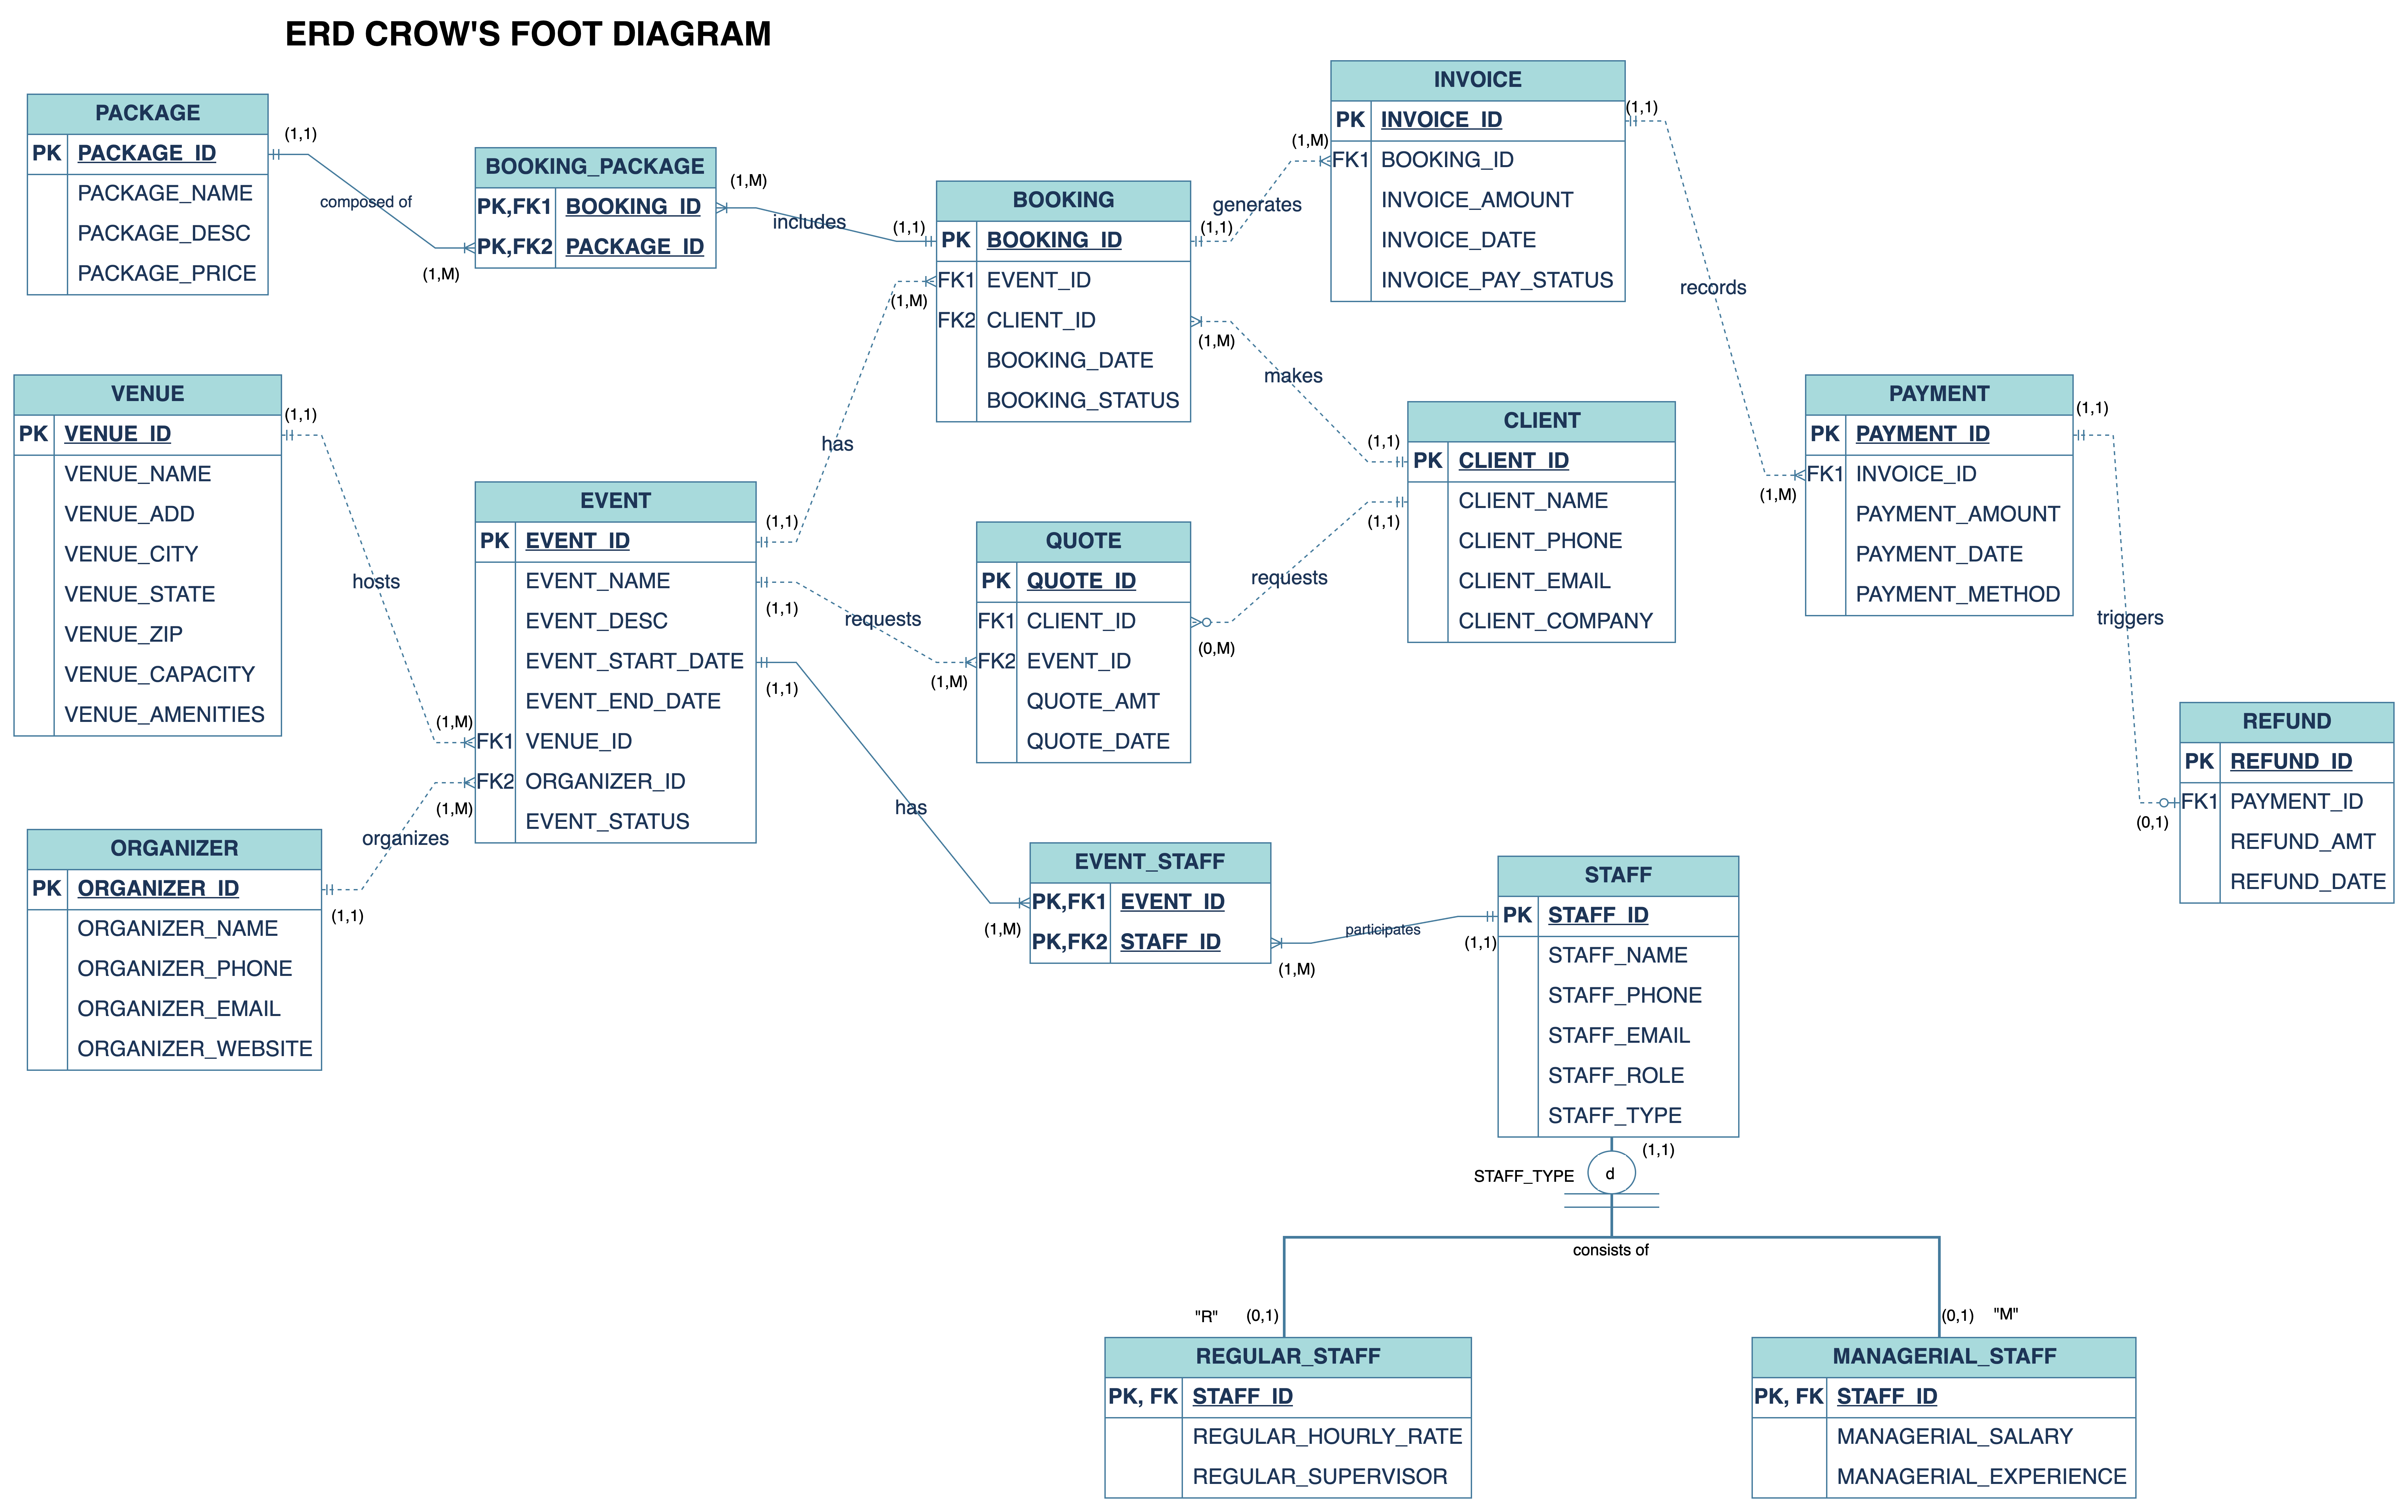 ERD CROW'S FOOT DIAGRAM
PACKAGE
PK PACKAGE_ID
PACKAGE_NAME
PACKAGE_DESC
PACKAGE_PRICE
(1,1)
composed of
(1,M)
BOOKING_PACKAGE
PK,FK1 BOOKING_ID
PK,FK2 PACKAGE_ID
(1,M)
includes
(1,1)
BOOKING
PK BOOKING_ID
FK1 EVENT_ID
FK2 CLIENT_ID
BOOKING_DATE
BOOKING_STATUS
(1,1)
generates
(1,M)
INVOICE
PK INVOICE_ID
FK1 BOOKING_ID
INVOICE_AMOUNT
INVOICE_DATE
INVOICE_PAY_STATUS
(1,1)
records
(1,M)
(1,M)
makes
(1,1)
(1,M)
has
(1,1)
VENUE
PK VENUE_ID
VENUE_NAME
VENUE_ADD
VENUE_CITY
VENUE_STATE
VENUE_ZIP
VENUE_CAPACITY
VENUE_AMENITIES
(1,1)
hosts
(1,M)
EVENT
PK EVENT_ID
EVENT_NAME
EVENT_DESC
EVENT_START_DATE
EVENT_END_DATE
FK1 VENUE_ID
FK2 ORGANIZER_ID
EVENT_STATUS
(1,1)
requests
(1,M)
QUOTE
PK QUOTE_ID
FK1 CLIENT_ID
FK2 EVENT_ID
QUOTE_AMT
QUOTE_DATE
(0,M)
requests
(1,1)
CLIENT
PK CLIENT_ID
CLIENT_NAME
CLIENT_PHONE
CLIENT_EMAIL
CLIENT_COMPANY
PAYMENT
PK PAYMENT_ID
FK1 INVOICE_ID
PAYMENT_AMOUNT
PAYMENT_DATE
PAYMENT_METHOD
(1,1)
triggers
(0,1)
REFUND
PK REFUND_ID
FK1 PAYMENT_ID
REFUND_AMT
REFUND_DATE
ORGANIZER
PK ORGANIZER_ID
ORGANIZER_NAME
ORGANIZER_PHONE
ORGANIZER_EMAIL
ORGANIZER_WEBSITE
(1,1)
organizes
(1,M)
(1,1)
has
(1,M)
EVENT_STAFF
PK,FK1 EVENT_ID
PK,FK2 STAFF_ID
(1,M)
participates
(1,1)
STAFF
PK STAFF_ID
STAFF_NAME
STAFF_PHONE
STAFF_EMAIL
STAFF_ROLE
STAFF_TYPE
(1,1)
STAFF_TYPE
d
consists of
"R" (0,1)
(0,1) "M"
REGULAR_STAFF
PK, FK STAFF_ID
REGULAR_HOURLY_RATE
REGULAR_SUPERVISOR
MANAGERIAL_STAFF
PK, FK STAFF_ID
MANAGERIAL_SALARY
MANAGERIAL_EXPERIENCE